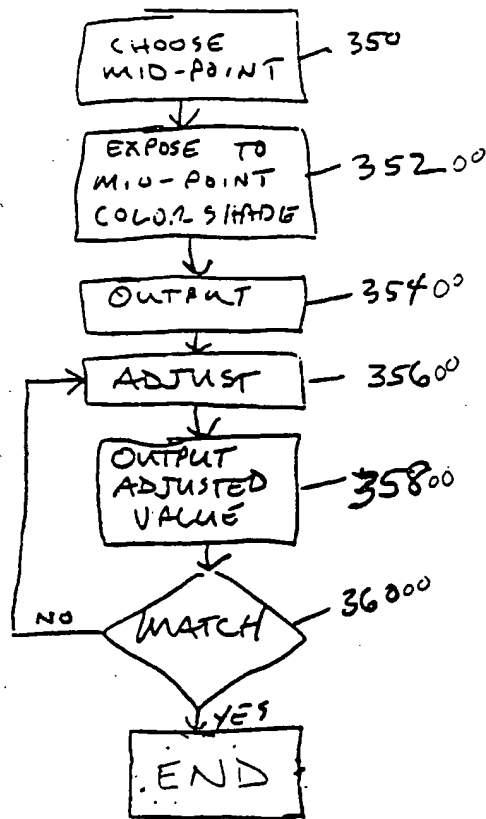 CHOOSE
MID-POINT
350
EXPOSE TO
MID-POINT
COLOR SHADE
35200
OUTPUT
35400
ADJUST
35600
OUTPUT
ADJUSTED
VALUE
35800
MATCH
36000
NO
YES
END